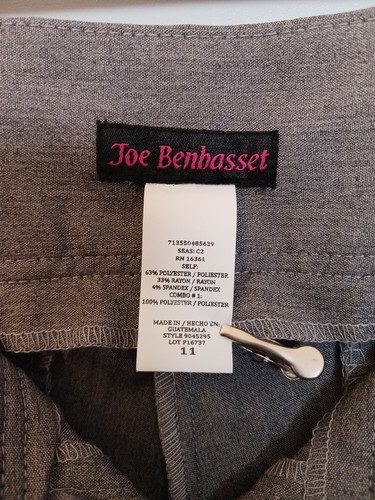 Joe Benbasset
713550485639
SEAS: C2
RN 16361
SELF:
63% POLYESTER / POLIESTER
33% RAYON / RAYON
4% SPANDEX / SPANDEX
COMBO # 1:
100% POLYESTER / POLIESTER
MADE IN / HECHO EN:
GUATEMALA
STYLE 9045295
LOT P16737
11